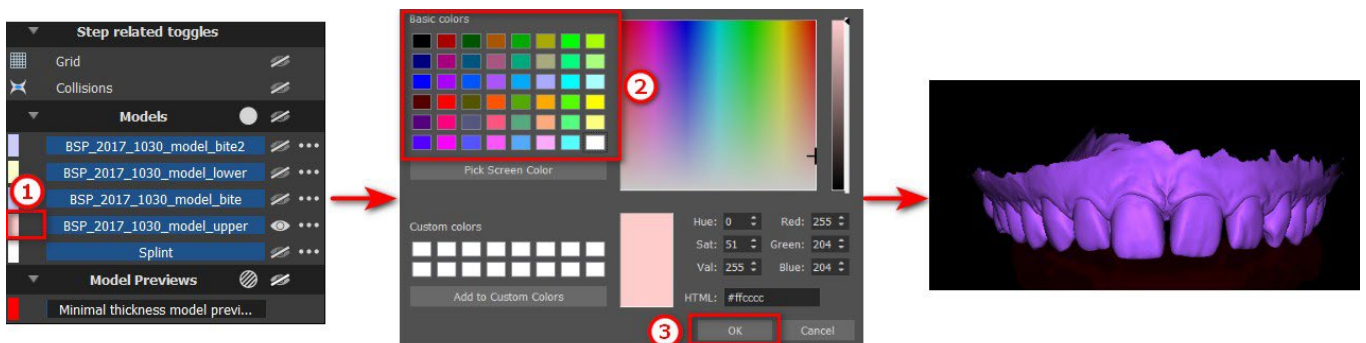 Step related toggles
Grid
Collisions
Models
BSP_2017_1030_model_bite2
BSP_2017_1030_model_lower
1
BSP_2017_1030_model_bite
BSP_2017_1030_model_upper
Splint
Model Previews
Minimal thickness model previ...
Basic colors
2
Pick Screen Color
Custom colors
Add to Custom Colors
Hue: 0 Red: 255
Sat: 51 Green: 204
Val: 255 Blue: 204
HTML: #ffcccc
3
OK Cancel